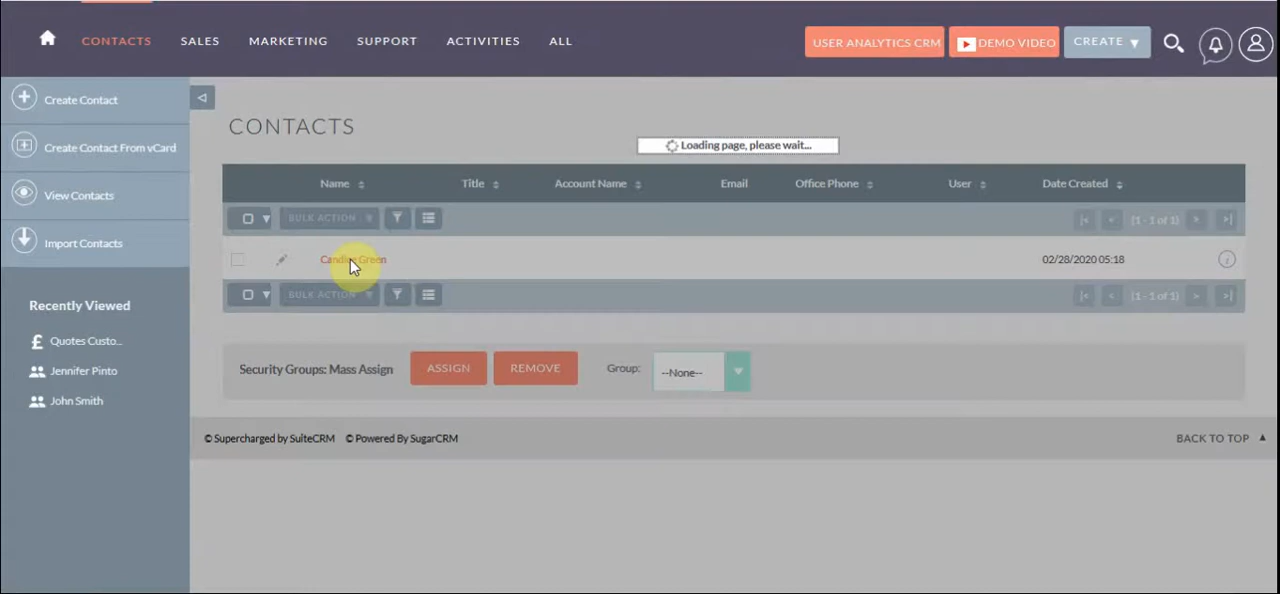 CONTACTS SALES MARKETING SUPPORT ACTIVITIES ALL USER ANALYTICS CRM DEMO VIDEO CREATE
Create Contact
Create Contact From vCard
View Contacts
Import Contacts
Recently Viewed
Quotes Custo...
Jennifer Pinto
John Smith
CONTACTS
Loading page, please wait...
Name Title Account Name Email Office Phone User Date Created
BULK ACTION (1 - 1 of 1)
Green 02/28/2020 05:18
BULK ACTION (1 - 1 of 1)
Security Groups: Mass Assign ASSIGN REMOVE Group: --None--
© Supercharged by SuiteCRM © Powered By SugarCRM BACK TO TOP